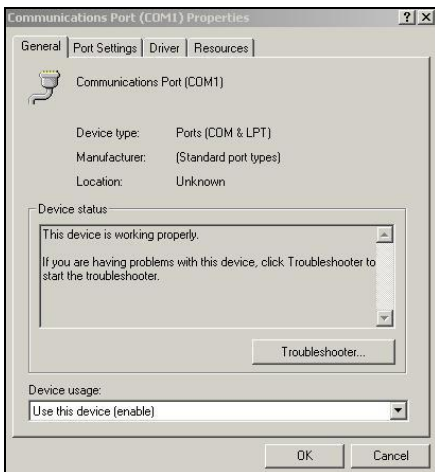 Communications Port (COM1) Properties
General Port Settings Driver Resources
Communications Port (COM1)
Device type: Ports (COM & LPT)
Manufacturer: (Standard port types)
Location: Unknown
Device status
This device is working properly.
If you are having problems with this device, click Troubleshooter to
start the troubleshooter.
Troubleshooter...
Device usage:
Use this device (enable)
OK Cancel